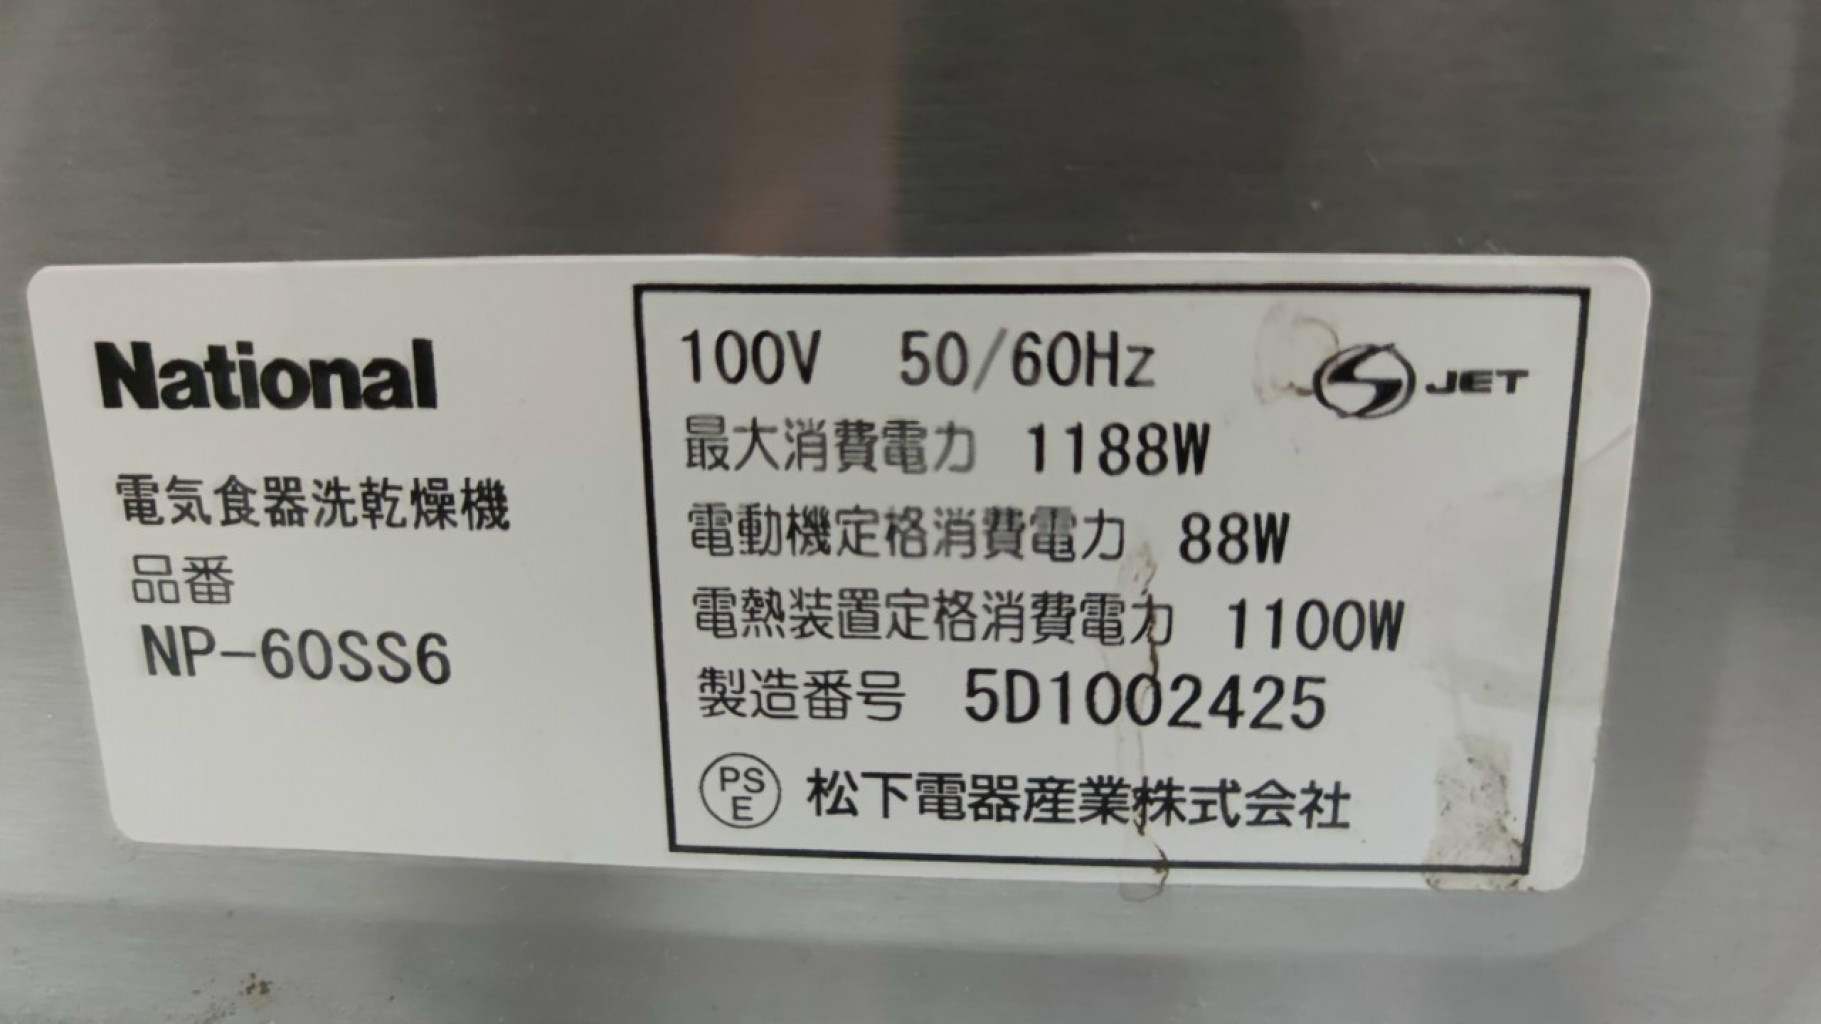 National
電気食器洗乾燥機
品番
NP-60SS6
100V 50/60Hz
JET
最大消費電力 1188W
電動機定格消費電力 88W
電熱装置定格消費電力 1100W
製造番号 5D1002425
PS
E
松下電器産業株式会社